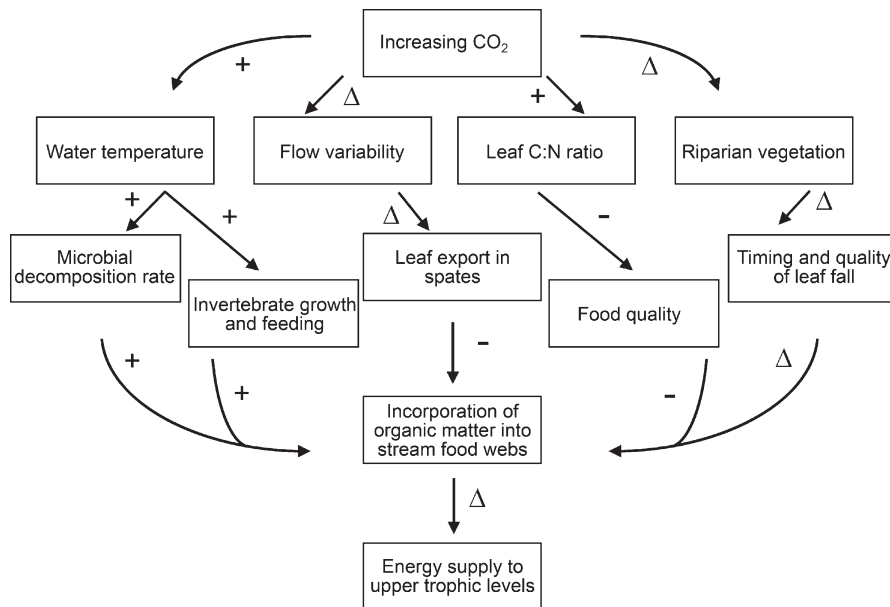 Increasing CO₂
+
Δ
+
Δ
Water temperature
Flow variability
Leaf C:N ratio
Riparian vegetation
+
+
Δ
-
Δ
Microbial
decomposition rate
Invertebrate growth
and feeding
Leaf export in
spates
Food quality
Timing and quality
of leaf fall
+
+
-
-
Δ
Incorporation of
organic matter into
stream food webs
Δ
Energy supply to
upper trophic levels